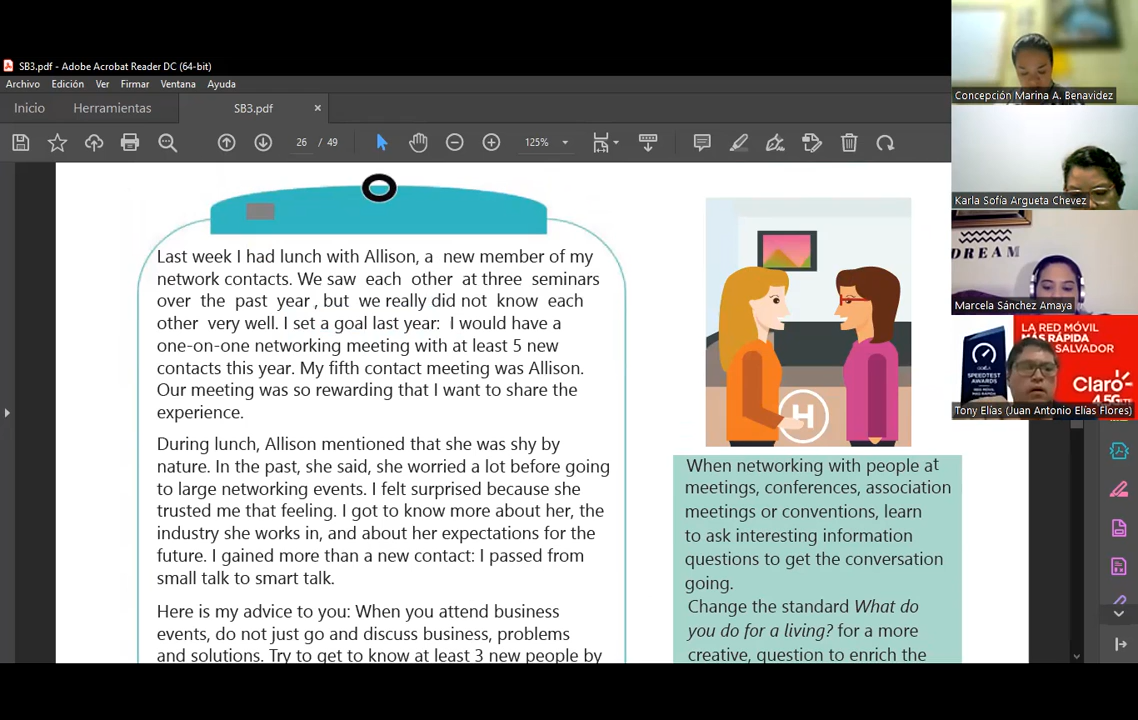 SB3.pdf - Adobe Acrobat Reader DC (64-bit)
Archivo Edición Ver Firmar Ventana Ayuda
Inicio Herramientas SB3.pdf ×
26 / 49 125%
Last week I had lunch with Allison, a new member of my
network contacts. We saw each other at three seminars
over the past year , but we really did not know each
other very well. I set a goal last year: I would have a
one-on-one networking meeting with at least 5 new
contacts this year. My fifth contact meeting was Allison.
Our meeting was so rewarding that I want to share the
experience.
During lunch, Allison mentioned that she was shy by
nature. In the past, she said, she worried a lot before going
to large networking events. I felt surprised because she
trusted me that feeling. I got to know more about her, the
industry she works in, and about her expectations for the
future. I gained more than a new contact: I passed from
small talk to smart talk.
Here is my advice to you: When you attend business
events, do not just go and discuss business, problems
and solutions. Try to get to know at least 3 new people by
H
When networking with people at
meetings, conferences, association
meetings or conventions, learn
to ask interesting information
questions to get the conversation
going.
Change the standard What do
you do for a living? for a more
creative, question to enrich the
Concepción Marina A. Benavidez
Karla Sofía Argueta Chevez
DREAM
Marcela Sánchez Amaya
LA RED MÓVIL
MÁS RÁPIDA
SALVADOR
SPEEDTEST
AWARDS
Claro
4.5G
Tony Elías (Juan Antonio Elías Flores)